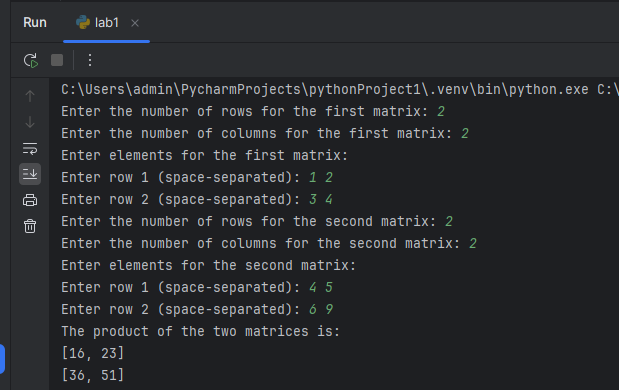 Run lab1
C:\Users\admin\PycharmProjects\pythonProject1\.venv\bin\python.exe C:\
Enter the number of rows for the first matrix: 2
Enter the number of columns for the first matrix: 2
Enter elements for the first matrix:
Enter row 1 (space-separated): 1 2
Enter row 2 (space-separated): 3 4
Enter the number of rows for the second matrix: 2
Enter the number of columns for the second matrix: 2
Enter elements for the second matrix:
Enter row 1 (space-separated): 4 5
Enter row 2 (space-separated): 6 9
The product of the two matrices is:
[16, 23]
[36, 51]